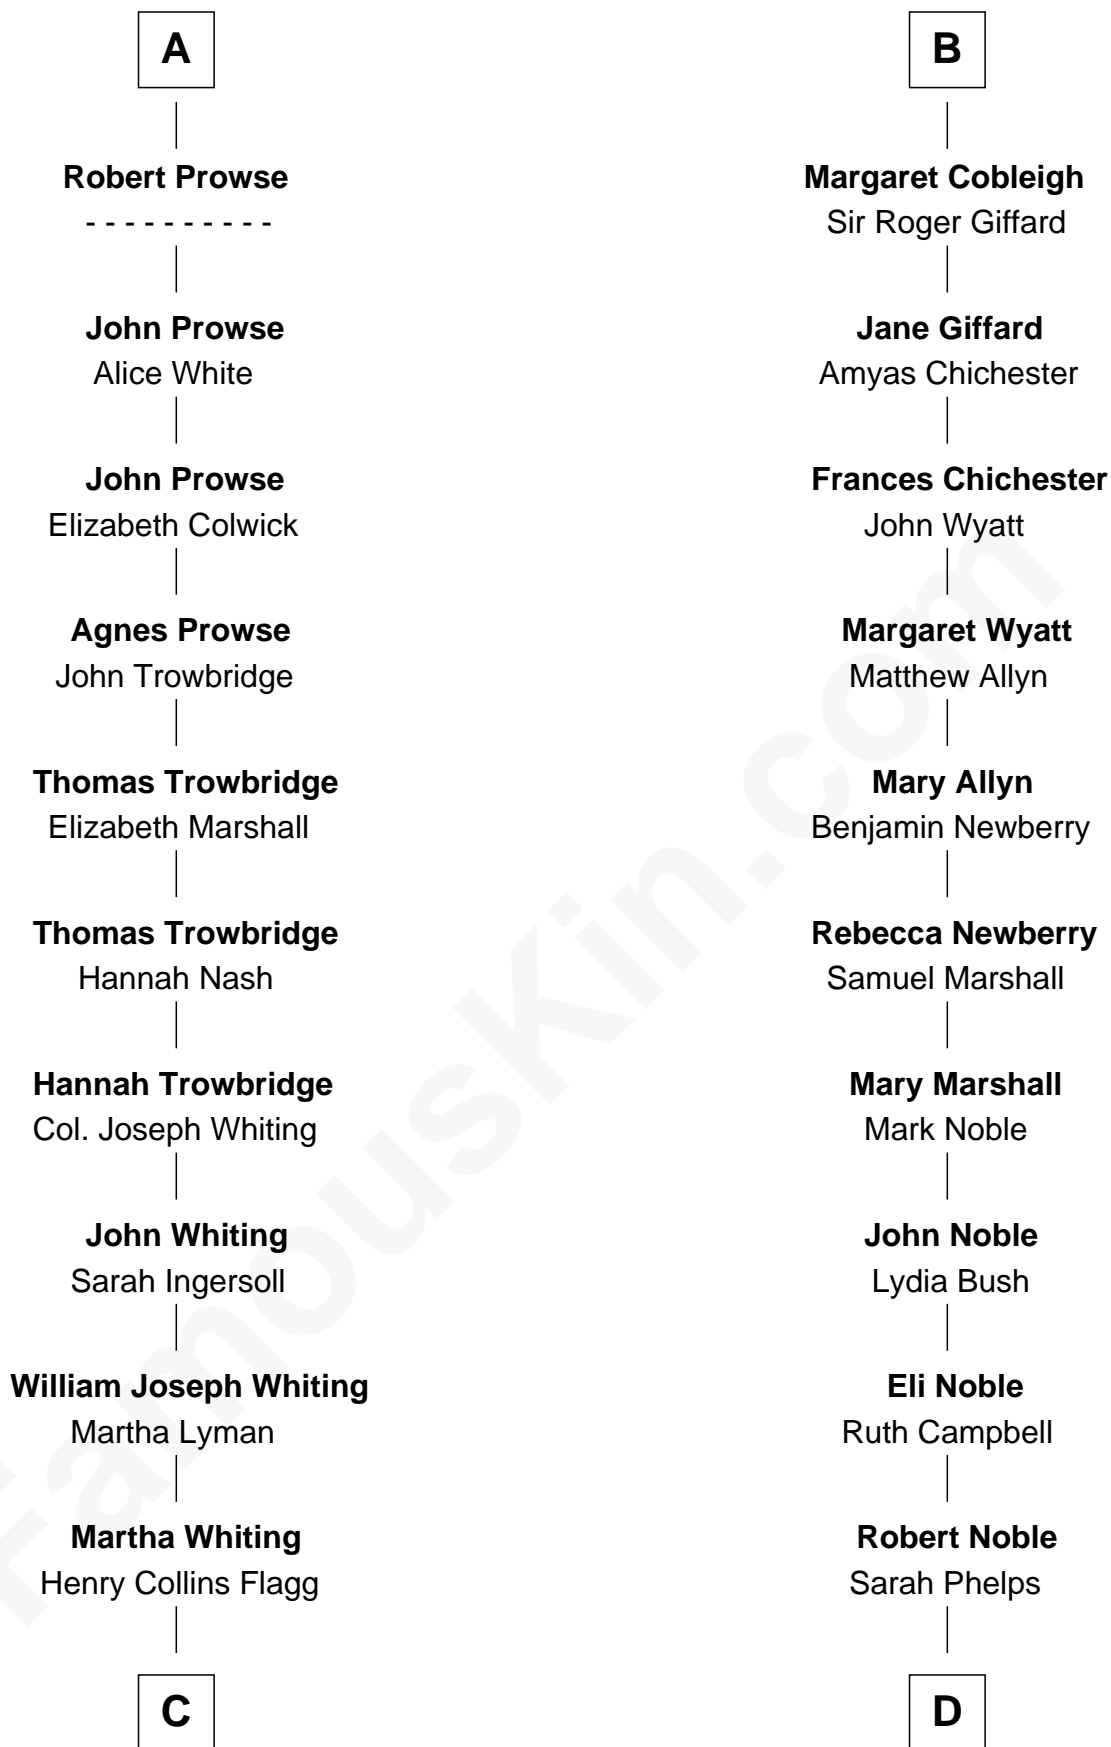 A
Robert Prowse
- - - - - - - - - -
John Prowse
Alice White
John Prowse
Elizabeth Colwick
Agnes Prowse
John Trowbridge
Thomas Trowbridge
Elizabeth Marshall
Thomas Trowbridge
Hannah Nash
Hannah Trowbridge
Col. Joseph Whiting
John Whiting
Sarah Ingersoll
William Joseph Whiting
Martha Lyman
Martha Whiting
Henry Collins Flagg
C
B
Margaret Cobleigh
Sir Roger Giffard
Jane Giffard
Amyas Chichester
Frances Chichester
John Wyatt
Margaret Wyatt
Matthew Allyn
Mary Allyn
Benjamin Newberry
Rebecca Newberry
Samuel Marshall
Mary Marshall
Mark Noble
John Noble
Lydia Bush
Eli Noble
Ruth Campbell
Robert Noble
Sarah Phelps
D
FamousKin.com